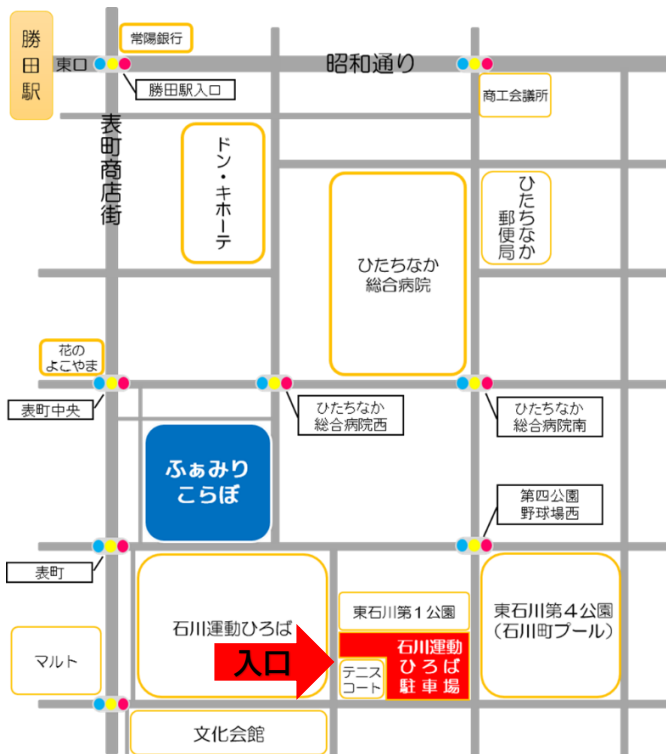 勝田駅
東口
常陽銀行
勝田駅入口
昭和通り
商工会議所
表町商店街
ドン・キホーテ
ひたちなか
郵便局
ひたちなか
総合病院
花の
よこやま
表町中央
ひたちなか
総合病院西
ひたちなか
総合病院南
ふぁみり
こらぼ
第四公園
野球場西
表町
石川運動ひろば
東石川第1公園
東石川第4公園
(石川町プール)
マルト
入口
テニス
コート
石川運動
ひろば
駐車場
文化会館